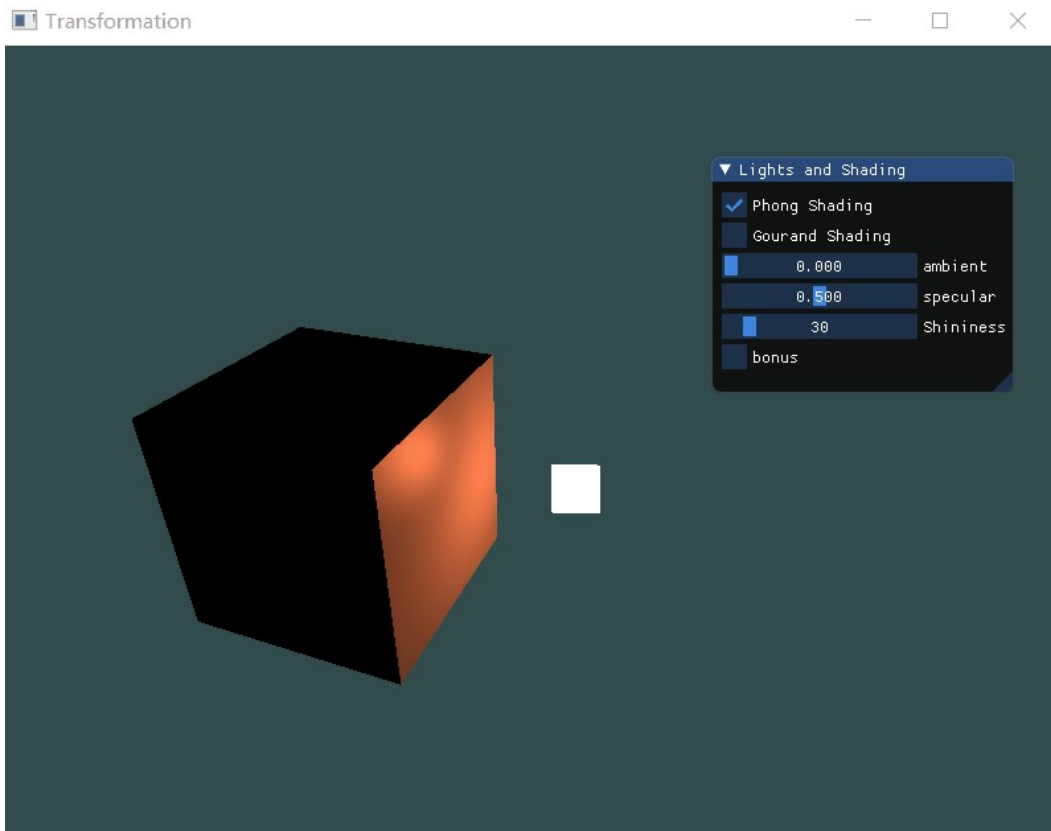 Transformation
Lights and Shading
Phong Shading
Gourand Shading
0.000 ambient
0.500 specular
30 Shininess
bonus